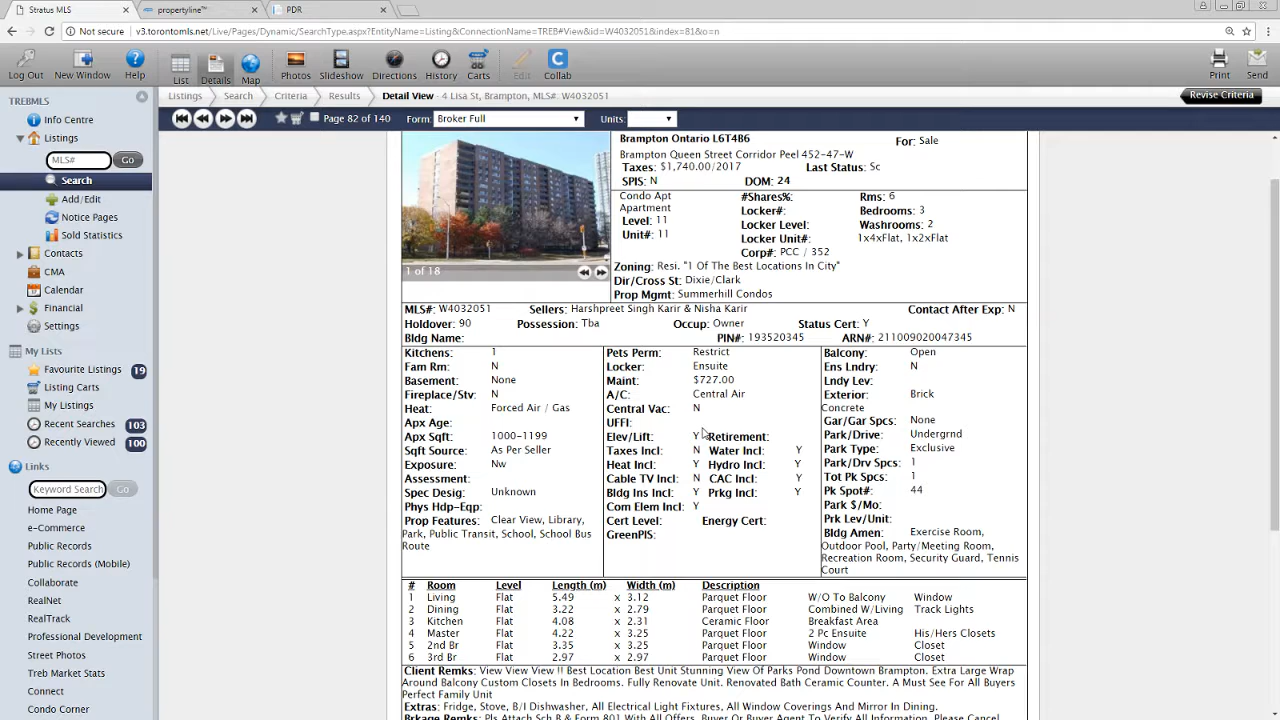 Stratus MLS × propertyline™ × PDR ×
Not secure | v3.torontomls.net/Live/Pages/Dynamic/SearchType.aspx?EntityName=Listing&ConnectionName=TREB#View&id=W4032051&index=81&o=n
Log Out New Window Help List Details Map Photos Slideshow Directions History Carts Edit Collab Print Send
TREBMLS
Listings Search Criteria Results Detail View - 4 Lisa St, Brampton, MLS#: W4032051 Revise Criteria
Page 82 of 140 Form: Broker Full Units:
Info Centre
Listings
MLS# Go
Search
Add/Edit
Notice Pages
Sold Statistics
Contacts
CMA
Calendar
Financial
Settings
My Lists
Favourite Listings 19
Listing Carts
My Listings
Recent Searches 103
Recently Viewed 100
Links
Keyword Search Go
Home Page
e-Commerce
Public Records
Public Records (Mobile)
Collaborate
RealNet
RealTrack
Professional Development
Street Photos
Treb Market Stats
Connect
Condo Corner
1 of 18
Brampton Ontario L6T4B6 For: Sale
Brampton Queen Street Corridor Peel 452-47-W
Taxes: $1,740.00/2017 Last Status: Sc
SPIS: N DOM: 24
Condo Apt #Shares%: Rms: 6
Apartment Locker#: Bedrooms: 3
Level: 11 Locker Level: Washrooms: 2
Unit#: 11 Locker Unit#: 1x4xFlat, 1x2xFlat
Corp#: PCC / 352
Zoning: Resi. "1 Of The Best Locations In City"
Dir/Cross St: Dixie/Clark
Prop Mgmt: Summerhill Condos
MLS#: W4032051 Sellers: Harshpreet Singh Karir & Nisha Karir Contact After Exp: N
Holdover: 90 Possession: Tba Occup: Owner Status Cert: Y
Bldg Name: PIN#: 193520345 ARN#: 211009020047345
Kitchens: 1 Pets Perm: Restrict Balcony: Open
Fam Rm: N Locker: Ensuite Ens Lndry: N
Basement: None Maint: $727.00 Lndy Lev:
Fireplace/Stv: N A/C: Central Air Exterior: Brick
Heat: Forced Air / Gas Central Vac: N Concrete
Apx Age: UFFI: Gar/Gar Spcs: None
Apx Sqft: 1000-1199 Elev/Lift: Y Retirement: Park/Drive: Undergrnd
Sqft Source: As Per Seller Taxes Incl: N Water Incl: Y Park Type: Exclusive
Exposure: Nw Heat Incl: Y Hydro Incl: Y Park/Drv Spcs: 1
Assessment: Cable TV Incl: N CAC Incl: Y Tot Pk Spcs: 1
Spec Desig: Unknown Bldg Ins Incl: Y Prkg Incl: Y Pk Spot#: 44
Phys Hdp-Eqp: Com Elem Incl: Y Park $/Mo:
Prop Features: Clear View, Library, Cert Level: Energy Cert: Prk Lev/Unit:
Park, Public Transit, School, School Bus GreenPIS: Bldg Amen: Exercise Room,
Route Outdoor Pool, Party/Meeting Room,
Recreation Room, Security Guard, Tennis
Court
# Room Level Length (m) Width (m) Description
1 Living Flat 5.49 x 3.12 Parquet Floor W/O To Balcony Window
2 Dining Flat 3.22 x 2.79 Parquet Floor Combined W/Living Track Lights
3 Kitchen Flat 4.08 x 2.31 Ceramic Floor Breakfast Area
4 Master Flat 4.22 x 3.25 Parquet Floor 2 Pc Ensuite His/Hers Closets
5 2nd Br Flat 3.35 x 3.25 Parquet Floor Window Closet
6 3rd Br Flat 2.97 x 2.97 Parquet Floor Window Closet
Client Remks: View View View !! Best Location Best Unit Stunning View Of Parks Pond Downtown Brampton. Extra Large Wrap
Around Balcony Custom Closets In Bedrooms. Fully Renovate Unit. Renovated Bath Ceramic Counter. A Must See For All Buyers
Perfect Family Unit
Extras: Fridge, Stove, B/I Dishwasher, All Electrical Light Fixtures, All Window Coverings And Mirror In Dining.
Brkage Remks: Pls Attach Sch B & Form 801 With All Offers. Buyer Or Buyer Agent To Verify All Information. Please Cancel